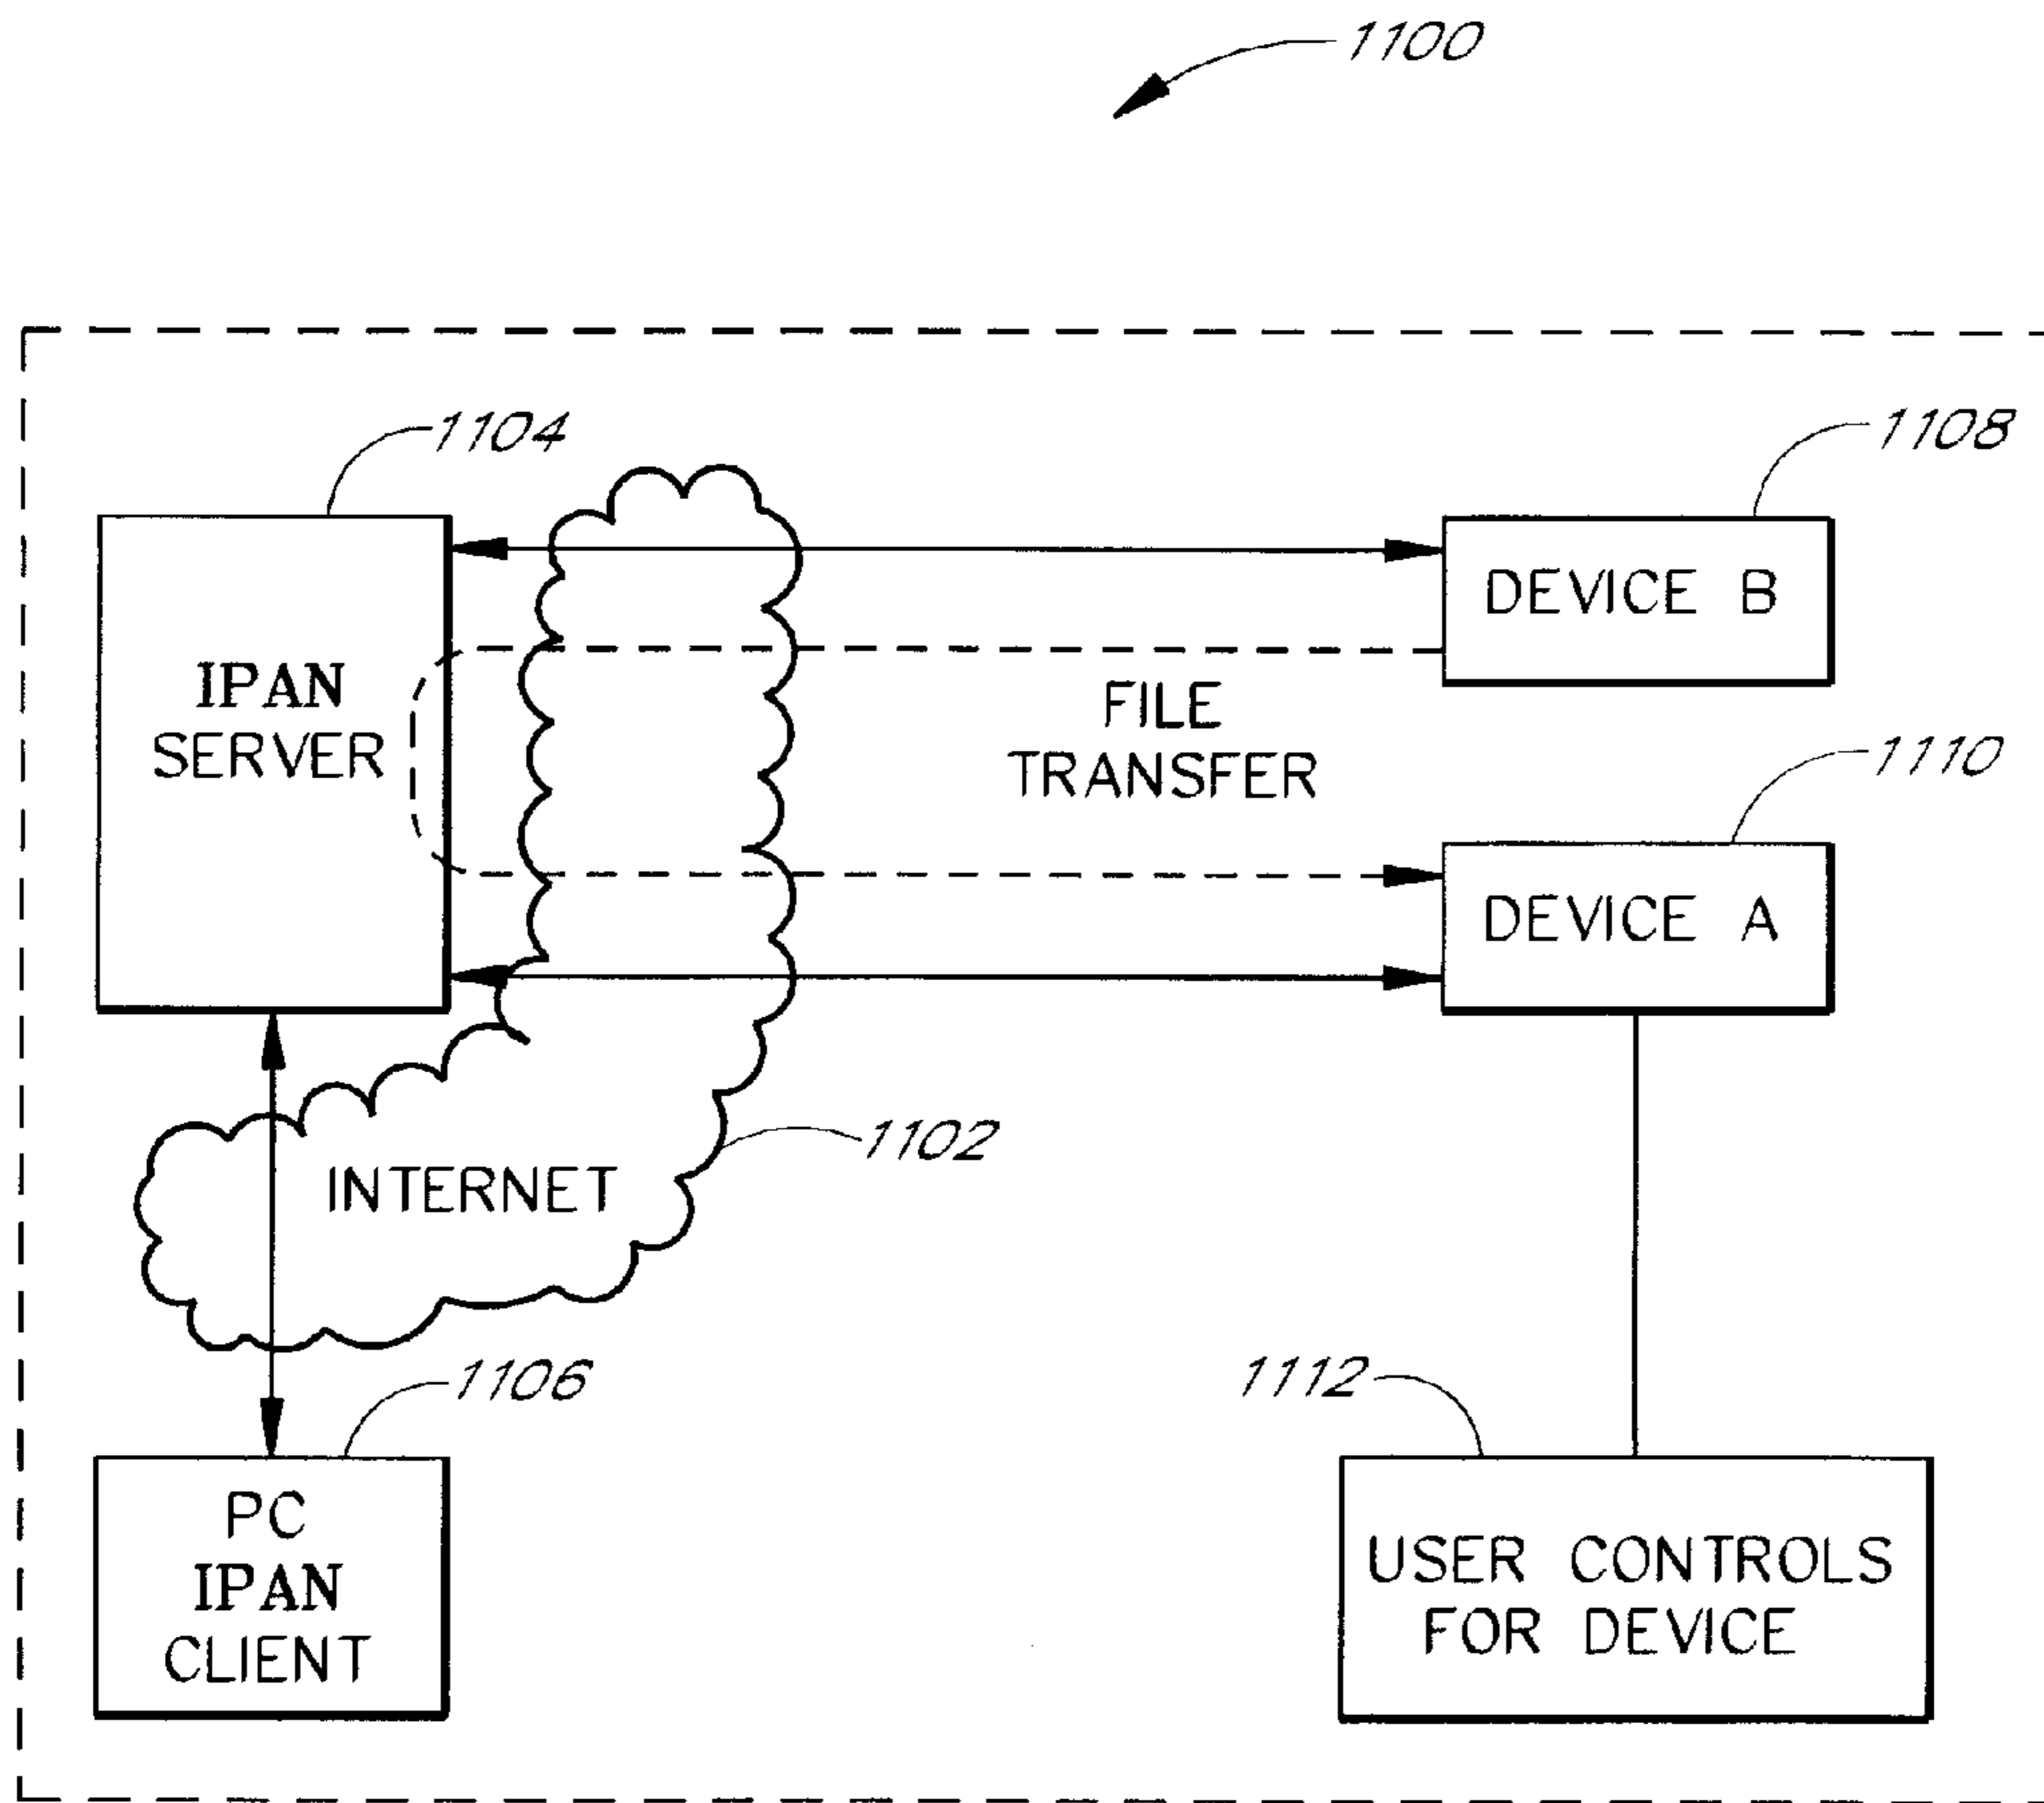 1100
1104
1108
IPAN
SERVER
DEVICE B
FILE
TRANSFER
1110
DEVICE A
1102
INTERNET
1106
1112
PC
IPAN
CLIENT
USER CONTROLS
FOR DEVICE